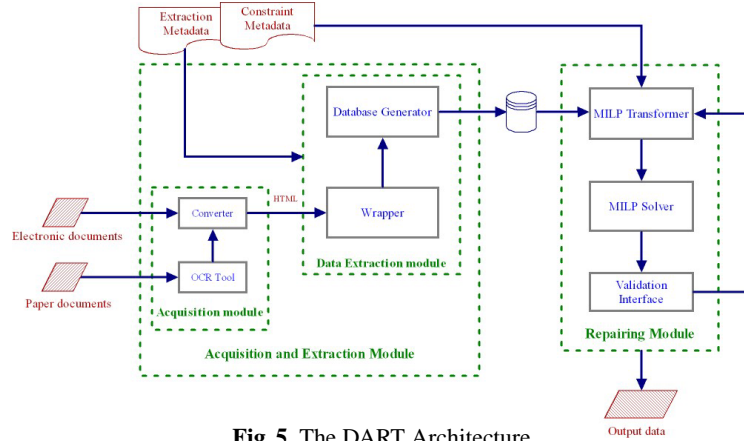 Extraction
Metadata
Constraint
Metadata
Database Generator
MILP Transformer
HTML
Converter
Wrapper
MILP Solver
Electronic documents
Data Extraction module
OCR Tool
Validation
Interface
Paper documents
Acquisition module
Repairing Module
Acquisition and Extraction Module
Output data
Fig. 5. The DART Architecture